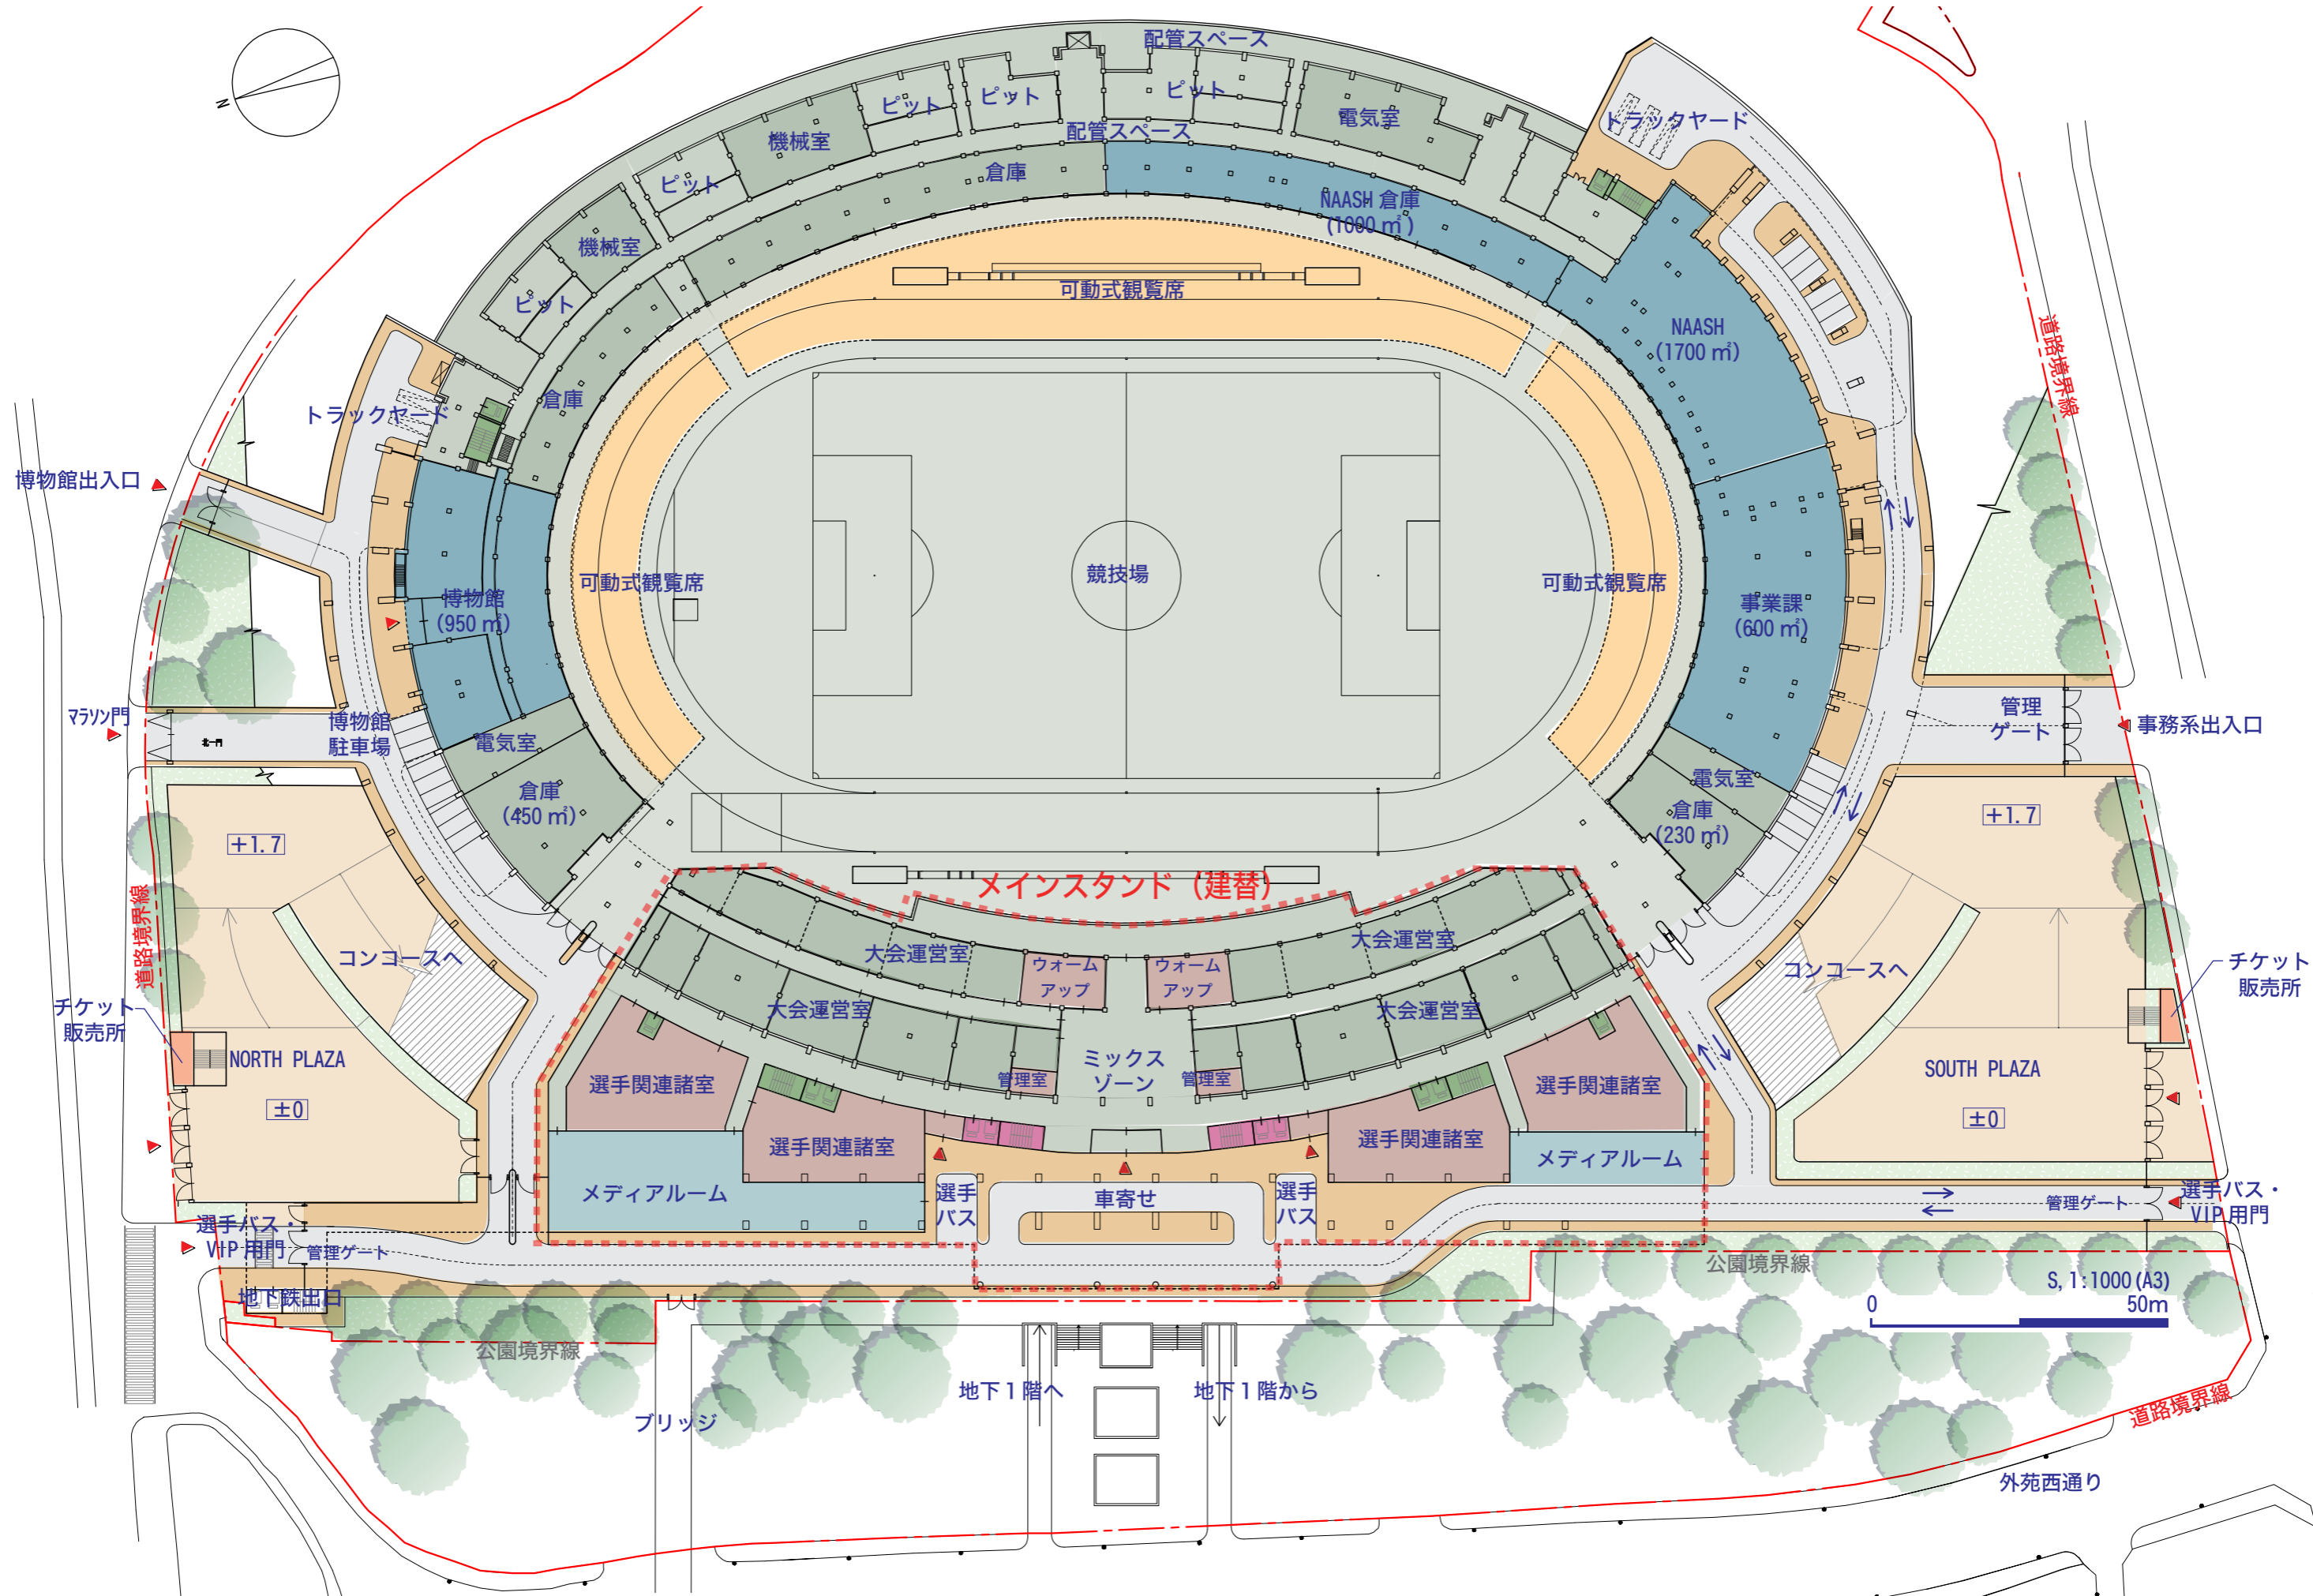 N
配管スペース
ピット
ピット
ピット
電気室
トラックヤード
機械室
配管スペース
倉庫
ピット
NAASH 倉庫
(1000 ㎡)
機械室
ピット
可動式観覧席
NAASH
(1700 ㎡)
道路境界線
倉庫
トラックヤード
博物館出入口
競技場
可動式観覧席
可動式観覧席
博物館
(950 ㎡)
事業課
(600 ㎡)
マラソン門
北一門
博物館
駐車場
電気室
管理
ゲート
事務系出入口
電気室
倉庫
(450 ㎡)
倉庫
(230 ㎡)
+1.7
+1.7
メインスタンド（建替）
道路境界線
コンコースへ
大会運営室
ウォーム
アップ
ウォーム
アップ
大会運営室
コンコースへ
チケット
販売所
チケット
販売所
大会運営室
大会運営室
NORTH PLAZA
ミックス
ゾーン
SOUTH PLAZA
選手関連諸室
管理室
管理室
選手関連諸室
±0
±0
選手関連諸室
選手関連諸室
メディアルーム
メディアルーム
選手
バス
車寄せ
選手
バス
管理ゲート
選手バス・
VIP 用門
選手バス・
VIP 用門
管理ゲート
公園境界線
地下鉄出口
S, 1:1000 (A3)
0
50m
公園境界線
地下１階へ
地下１階から
ブリッジ
道路境界線
外苑西通り